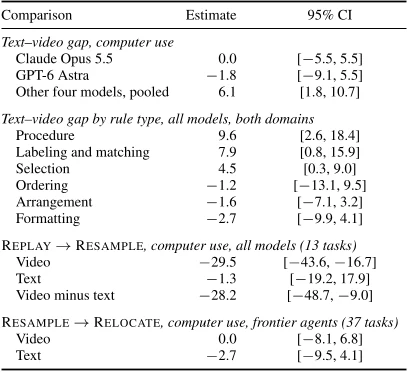 Comparison Estimate 95% CI
Text–video gap, computer use
Claude Opus 5.5 0.0 [−5.5, 5.5]
GPT-6 Astra −1.8 [−9.1, 5.5]
Other four models, pooled 6.1 [1.8, 10.7]
Text–video gap by rule type, all models, both domains
Procedure 9.6 [2.6, 18.4]
Labeling and matching 7.9 [0.8, 15.9]
Selection 4.5 [0.3, 9.0]
Ordering −1.2 [−13.1, 9.5]
Arrangement −1.6 [−7.1, 3.2]
Formatting −2.7 [−9.9, 4.1]
REPLAY → RESAMPLE, computer use, all models (13 tasks)
Video −29.5 [−43.6, −16.7]
Text −1.3 [−19.2, 17.9]
Video minus text −28.2 [−48.7, −9.0]
RESAMPLE → RELOCATE, computer use, frontier agents (37 tasks)
Video 0.0 [−8.1, 6.8]
Text −2.7 [−9.5, 4.1]